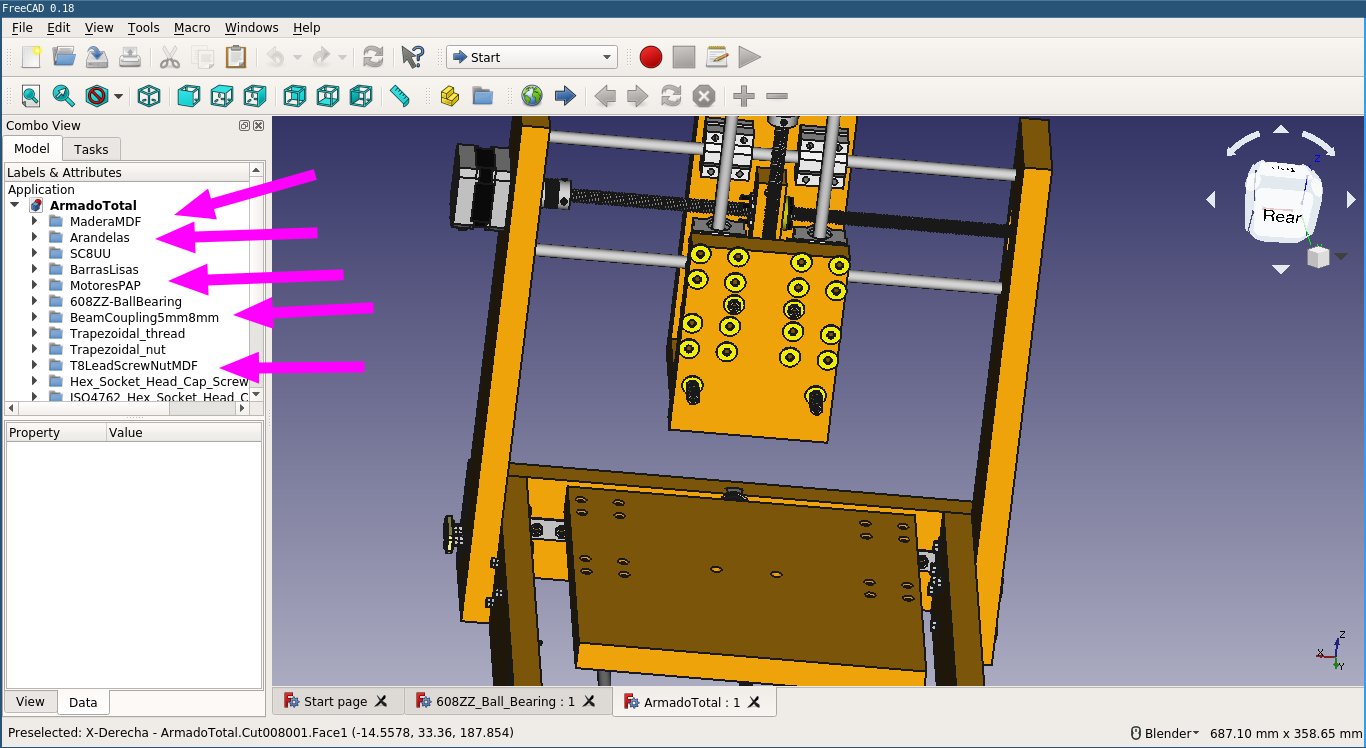 FreeCAD 0.18
File Edit View Tools Macro Windows Help
Start
Combo View
Model Tasks
Labels & Attributes
Application
ArmadoTotal
MaderaMDF
Arandelas
SC8UU
BarrasLisas
MotoresPAP
608ZZ-BallBearing
BeamCoupling5mm8mm
Trapezoidal_thread
Trapezoidal_nut
T8LeadScrewNutMDF
Hex_Socket_Head_Cap_Screw
ISO4762_Hex_Socket_Head_C
Property Value
View Data
Rear
Z
X
Y
Z
Start page 608ZZ_Ball_Bearing : 1 ArmadoTotal : 1
Preselected: X-Derecha - ArmadoTotal.Cut008001.Face1 (-14.5578, 33.36, 187.854)
Blender 687.10 mm x 358.65 mm